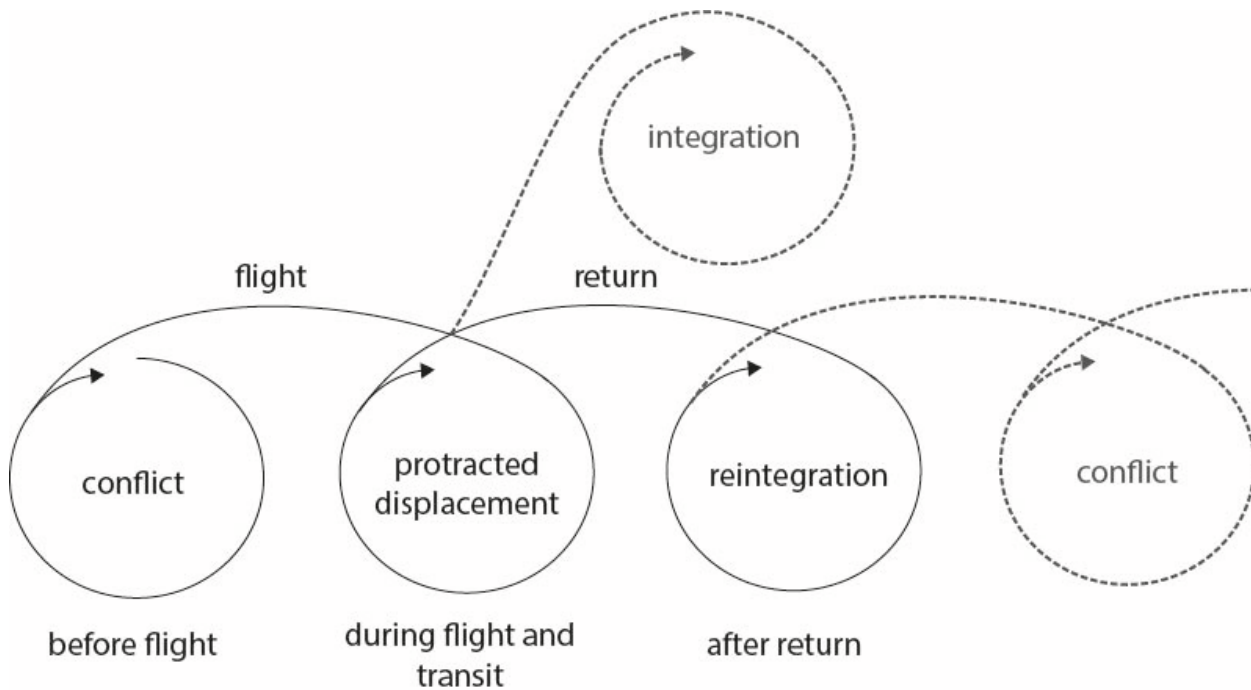 integration
flight
return
conflict
protracted
displacement
reintegration
conflict
before flight
during flight and
transit
after return